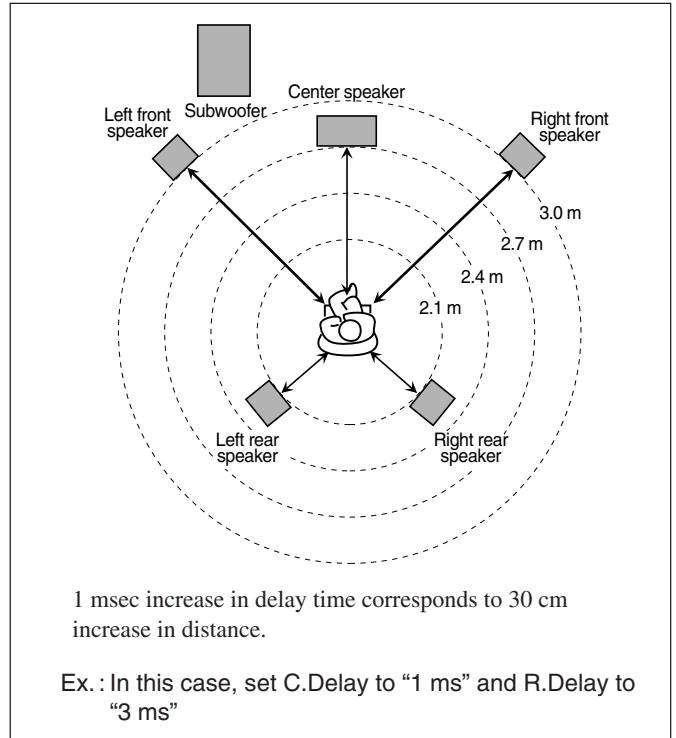 Subwoofer
Center speaker
Left front
speaker
Right front
speaker
3.0 m
2.7 m
2.4 m
2.1 m
Left rear
speaker
Right rear
speaker
1 msec increase in delay time corresponds to 30 cm
increase in distance.
Ex. : In this case, set C.Delay to “1 ms” and R.Delay to
“3 ms”